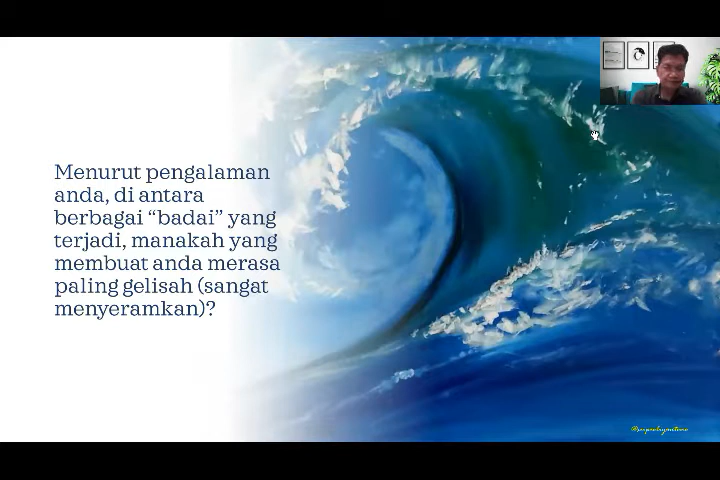 Menurut pengalaman
anda, di antara
berbagai “badai” yang
terjadi, manakah yang
membuat anda merasa
paling gelisah (sangat
menyeramkan)?